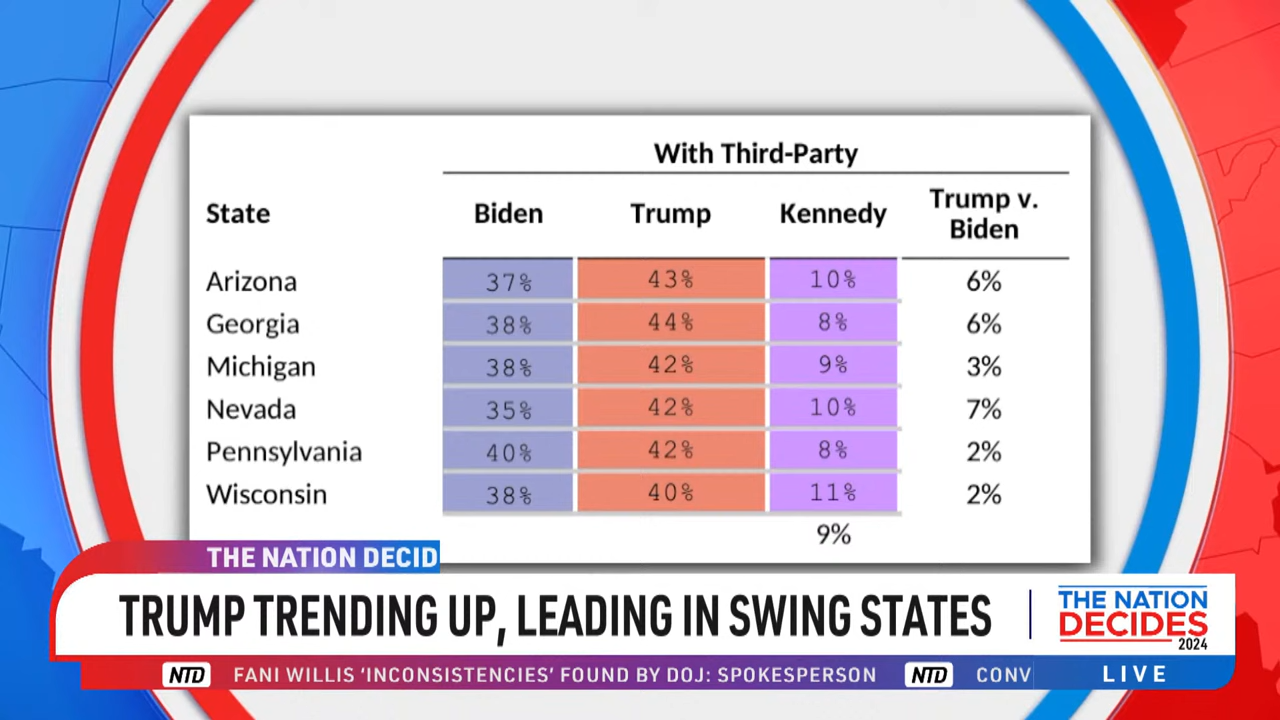 With Third-Party
State Biden Trump Kennedy Trump v. Biden
Arizona 37% 43% 10% 6%
Georgia 38% 44% 8% 6%
Michigan 38% 42% 9% 3%
Nevada 35% 42% 10% 7%
Pennsylvania 40% 42% 8% 2%
Wisconsin 38% 40% 11% 2%
9%
THE NATION DECID
TRUMP TRENDING UP, LEADING IN SWING STATES
THE NATION
DECIDES
2024
NTD FANI WILLIS ‘INCONSISTENCIES’ FOUND BY DOJ: SPOKESPERSON NTD CONV
LIVE